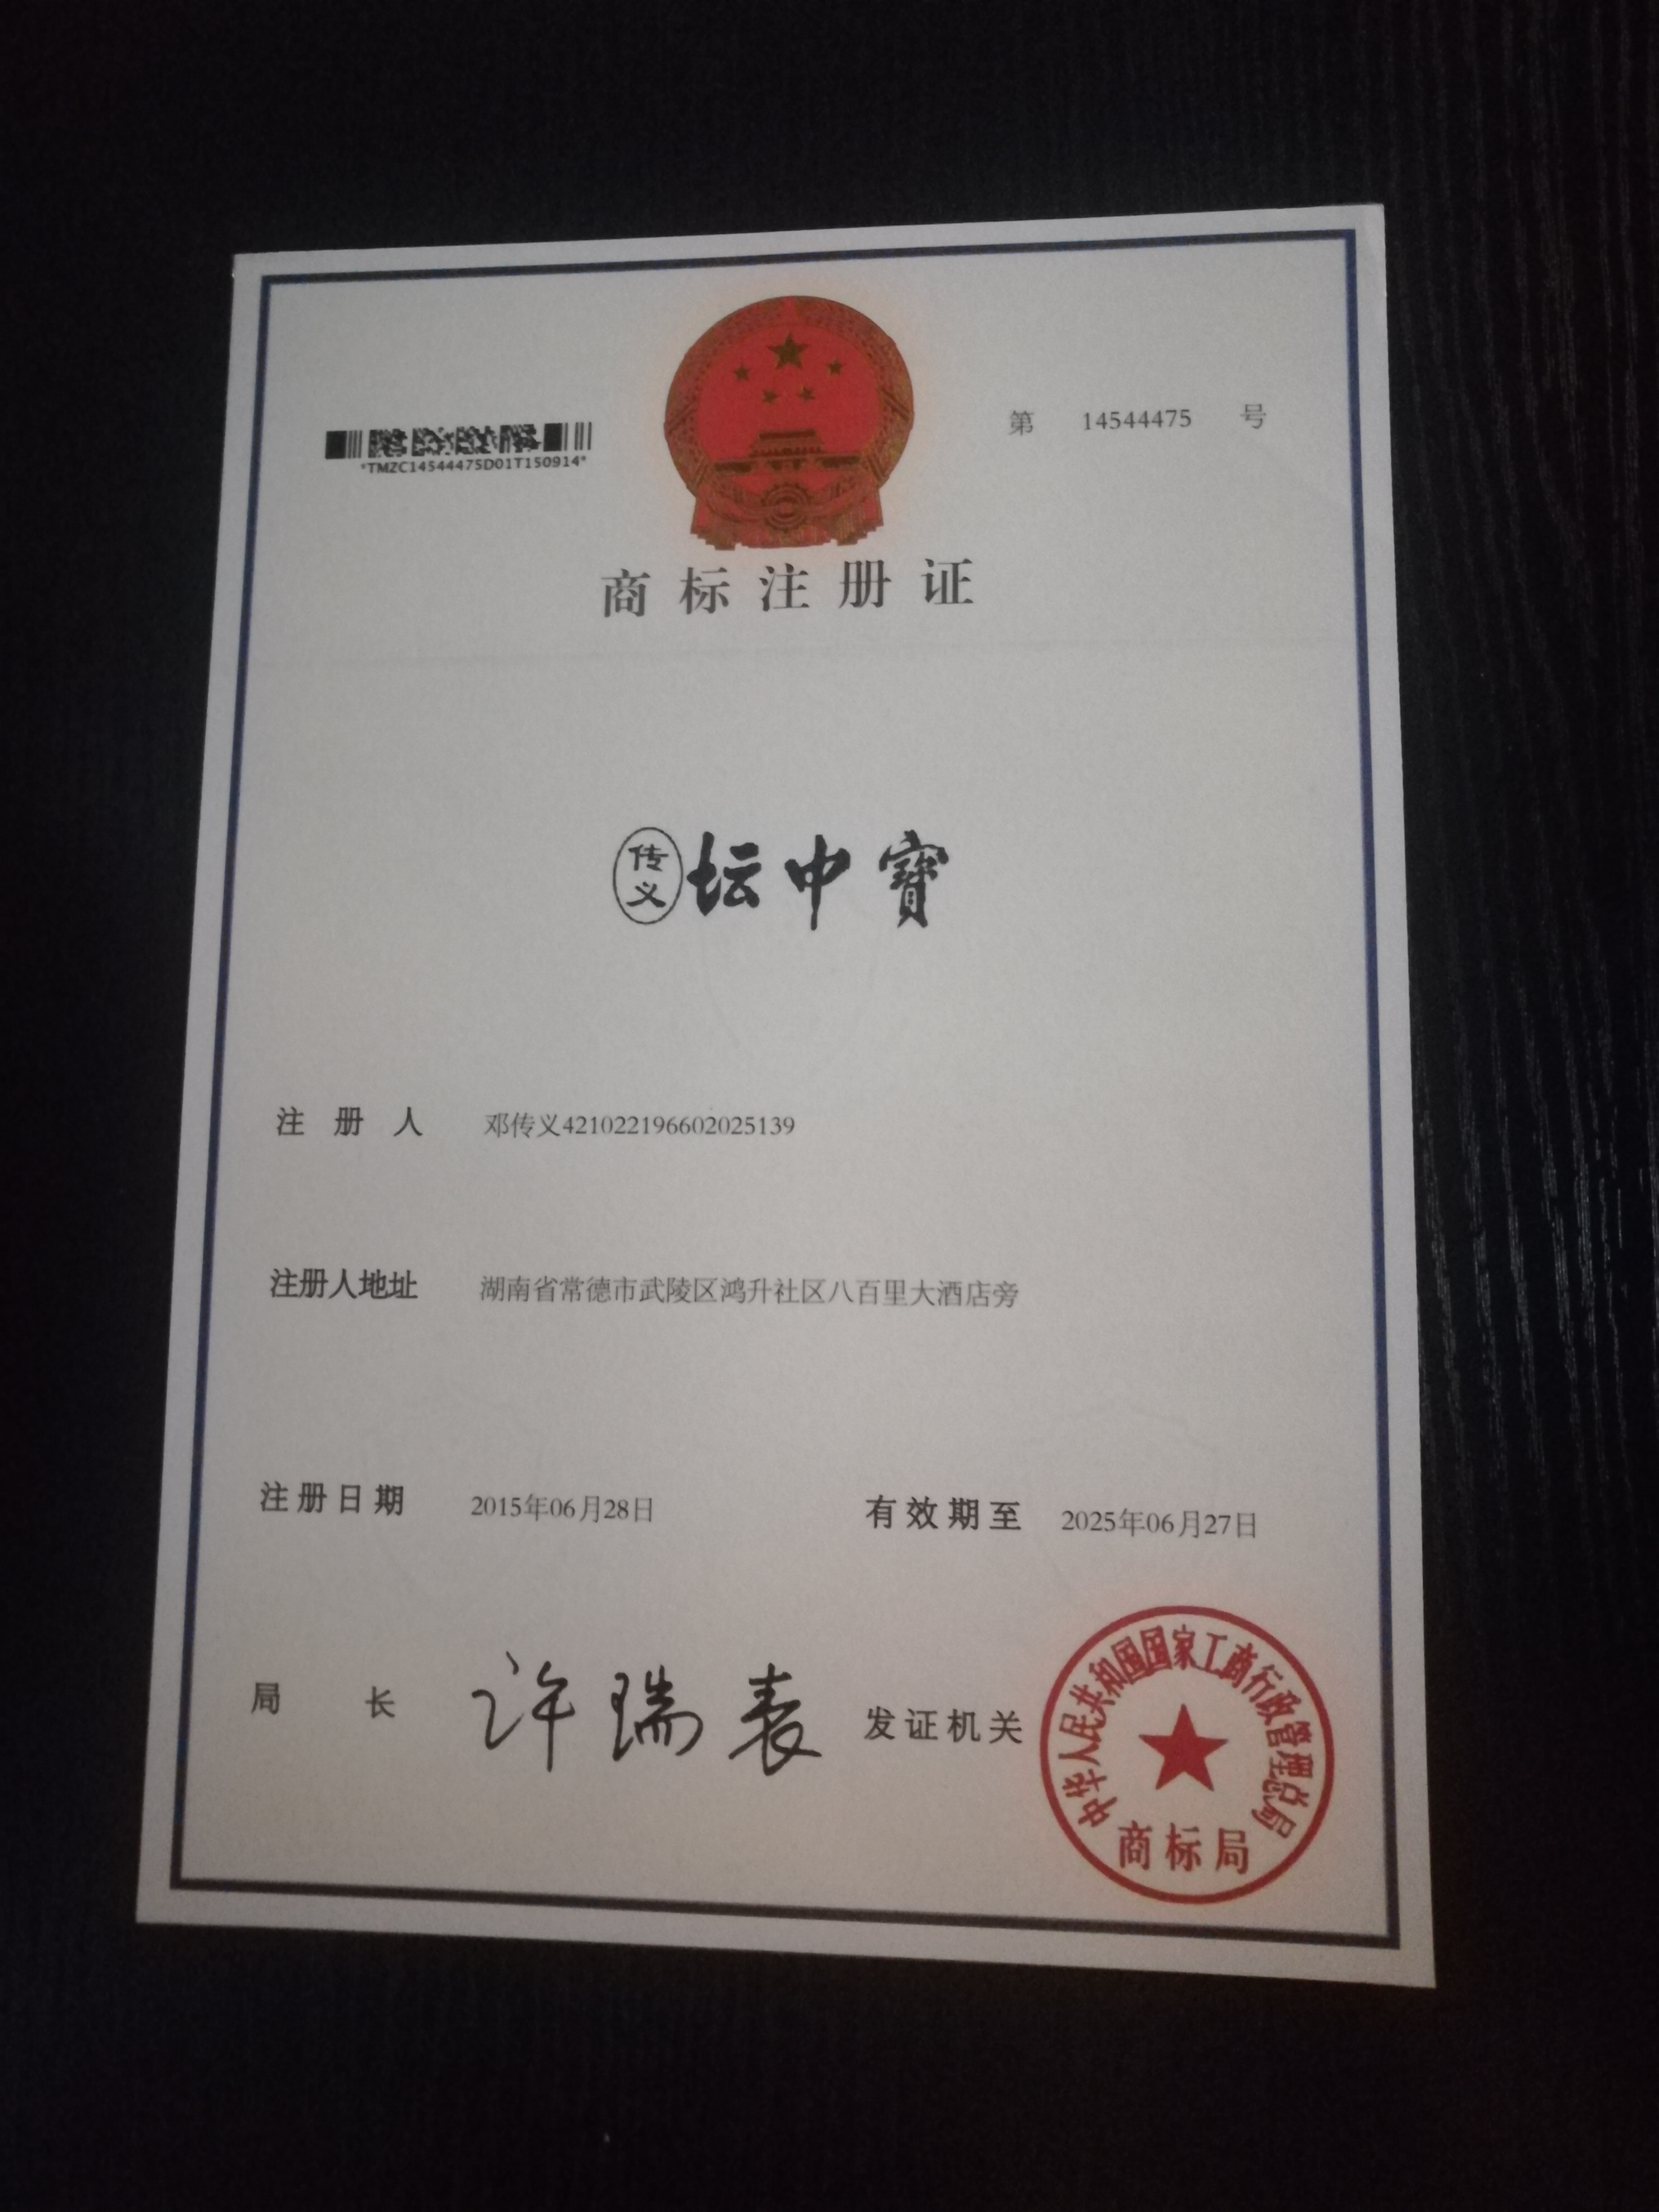 第 14544475 号
*TMZC14544475D01T150914*
商标注册证
传义 坛中寶
注册人 邓传义421022196602025139
注册人地址 湖南省常德市武陵区鸿升社区八百里大酒店旁
注册日期 2015年06月28日 有效期至 2025年06月27日
局长 许瑞表 发证机关
中华人民共和国国家工商行政管理总局
商标局